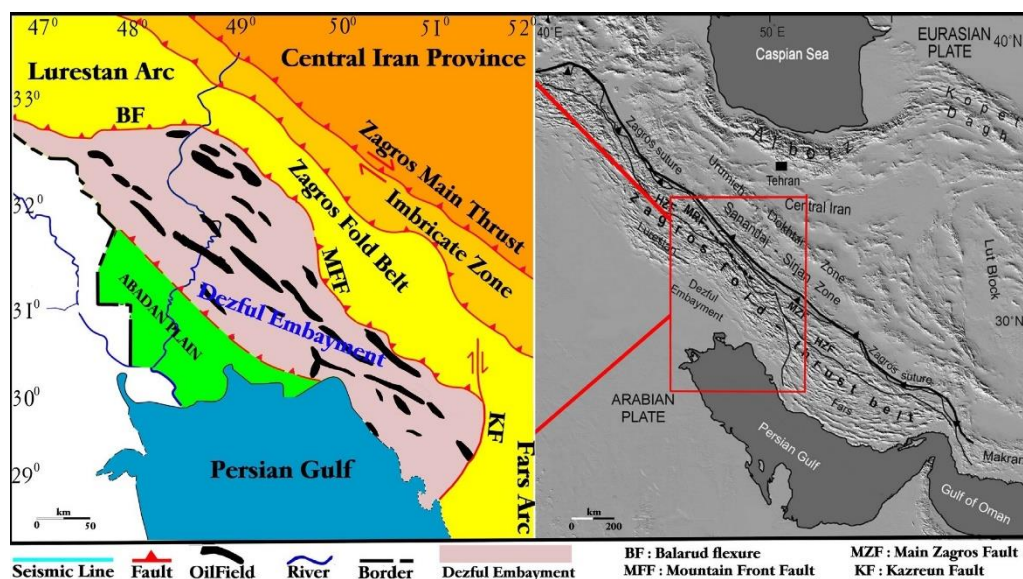 47⁰
48⁰
49⁰
50⁰
51⁰
52⁰
33⁰
32⁰
31⁰
30⁰
29⁰
Lurestan Arc
BF
Central Iran Province
Zagros Main Thrust
Imbricate Zone
Zagros Fold Belt
MFF
Dezful Embayment
ABADAN PLAIN
KF
Fars Arc
Persian Gulf
km
0 50
40°E
50°E
Caspian Sea
EURASIAN
PLATE
40°N
Kopet
Dagh
Alborz
Tehran
Zagros suture
Urumieh Dokhtar Zone
Central Iran
Sanandaj Sirjan Zone
HZF
MRF
Zagros fold - thrust belt
Dezful
Embayment
MZF
HZF
Lut Block
30°N
Zagros suture
ARABIAN
PLATE
Fars
Persian Gulf
Makran
Gulf of Oman
km
0 200
Seismic Line
Fault
OilField
River
Border
Dezful Embayment
BF : Balarud flexure
MFF : Mountain Front Fault
MZF : Main Zagros Fault
KF : Kazreun Fault